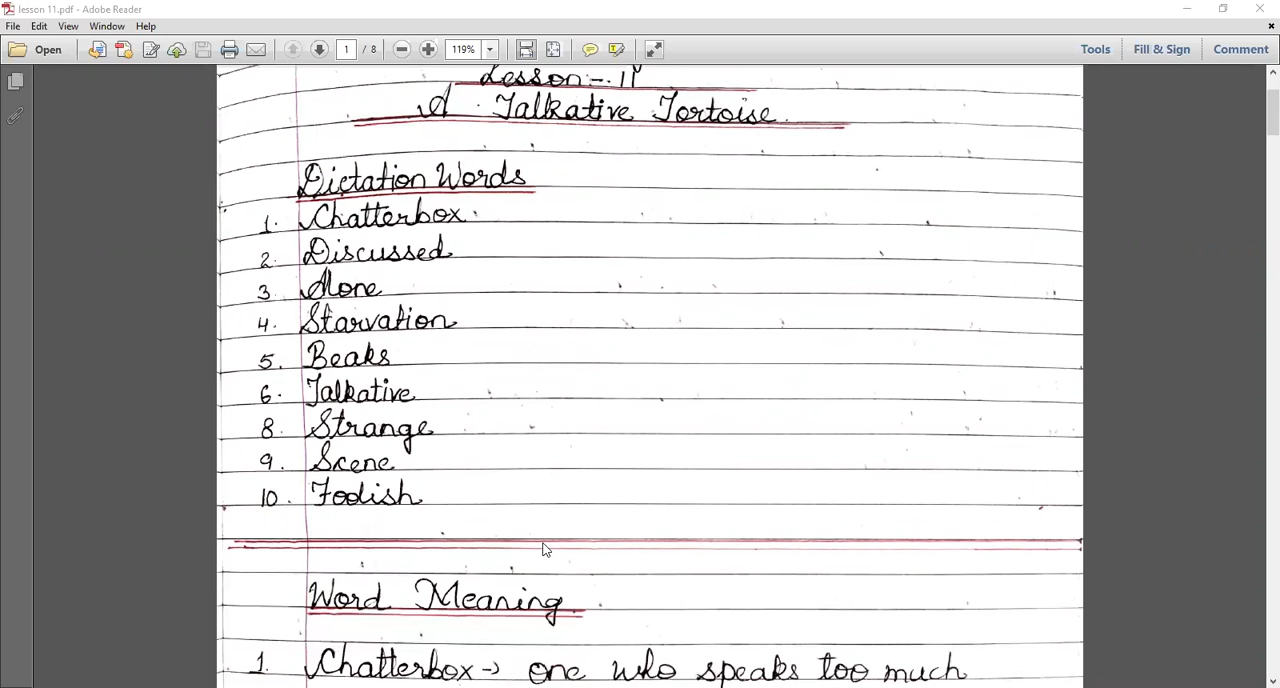 lesson 11.pdf - Adobe Reader
File Edit View Window Help
Open 1 / 8 119% Tools Fill & Sign Comment
Lesson - 11
A Talkative Tortoise
Dictation Words
1. Chatterbox
2. Discussed
3. Alone
4. Starvation
5. Beaks
6. Talkative
8. Strange
9. Scene
10. Foolish
Word Meaning
1. Chatterbox → one who speaks too much